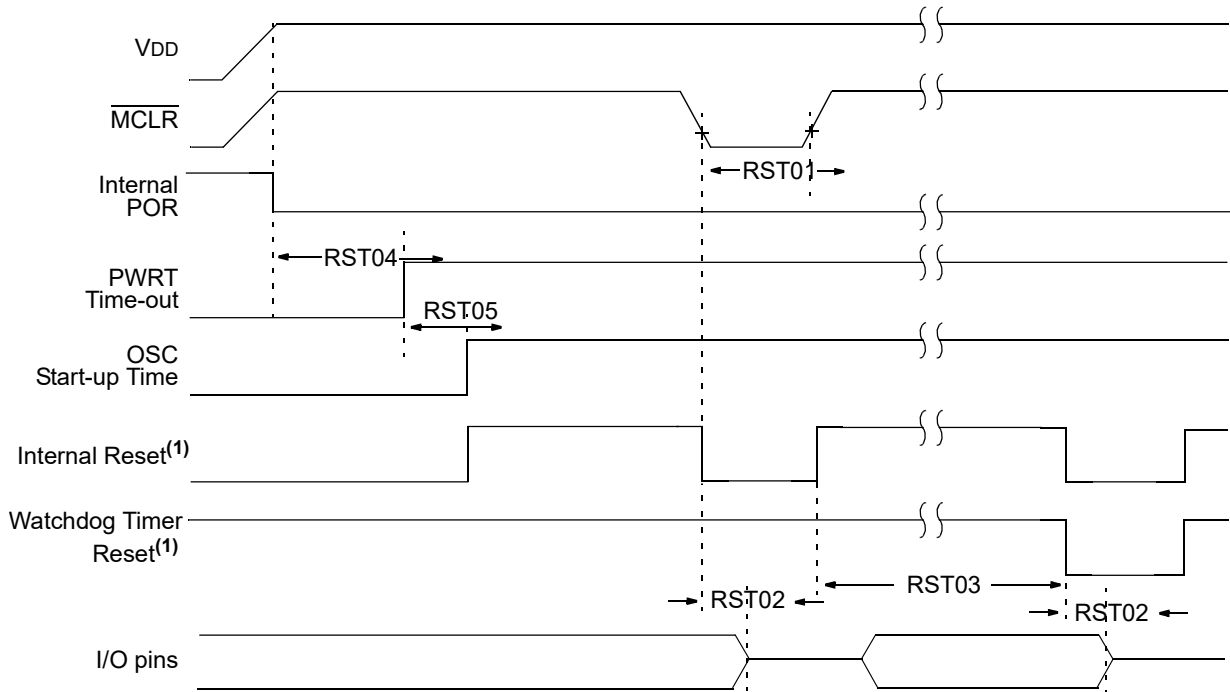 VDD
MCLR
RST01
Internal
POR
RST04
PWRT
Time-out
RST05
OSC
Start-up Time
Internal Reset(1)
Watchdog Timer
Reset(1)
RST03
RST02
RST02
I/O pins